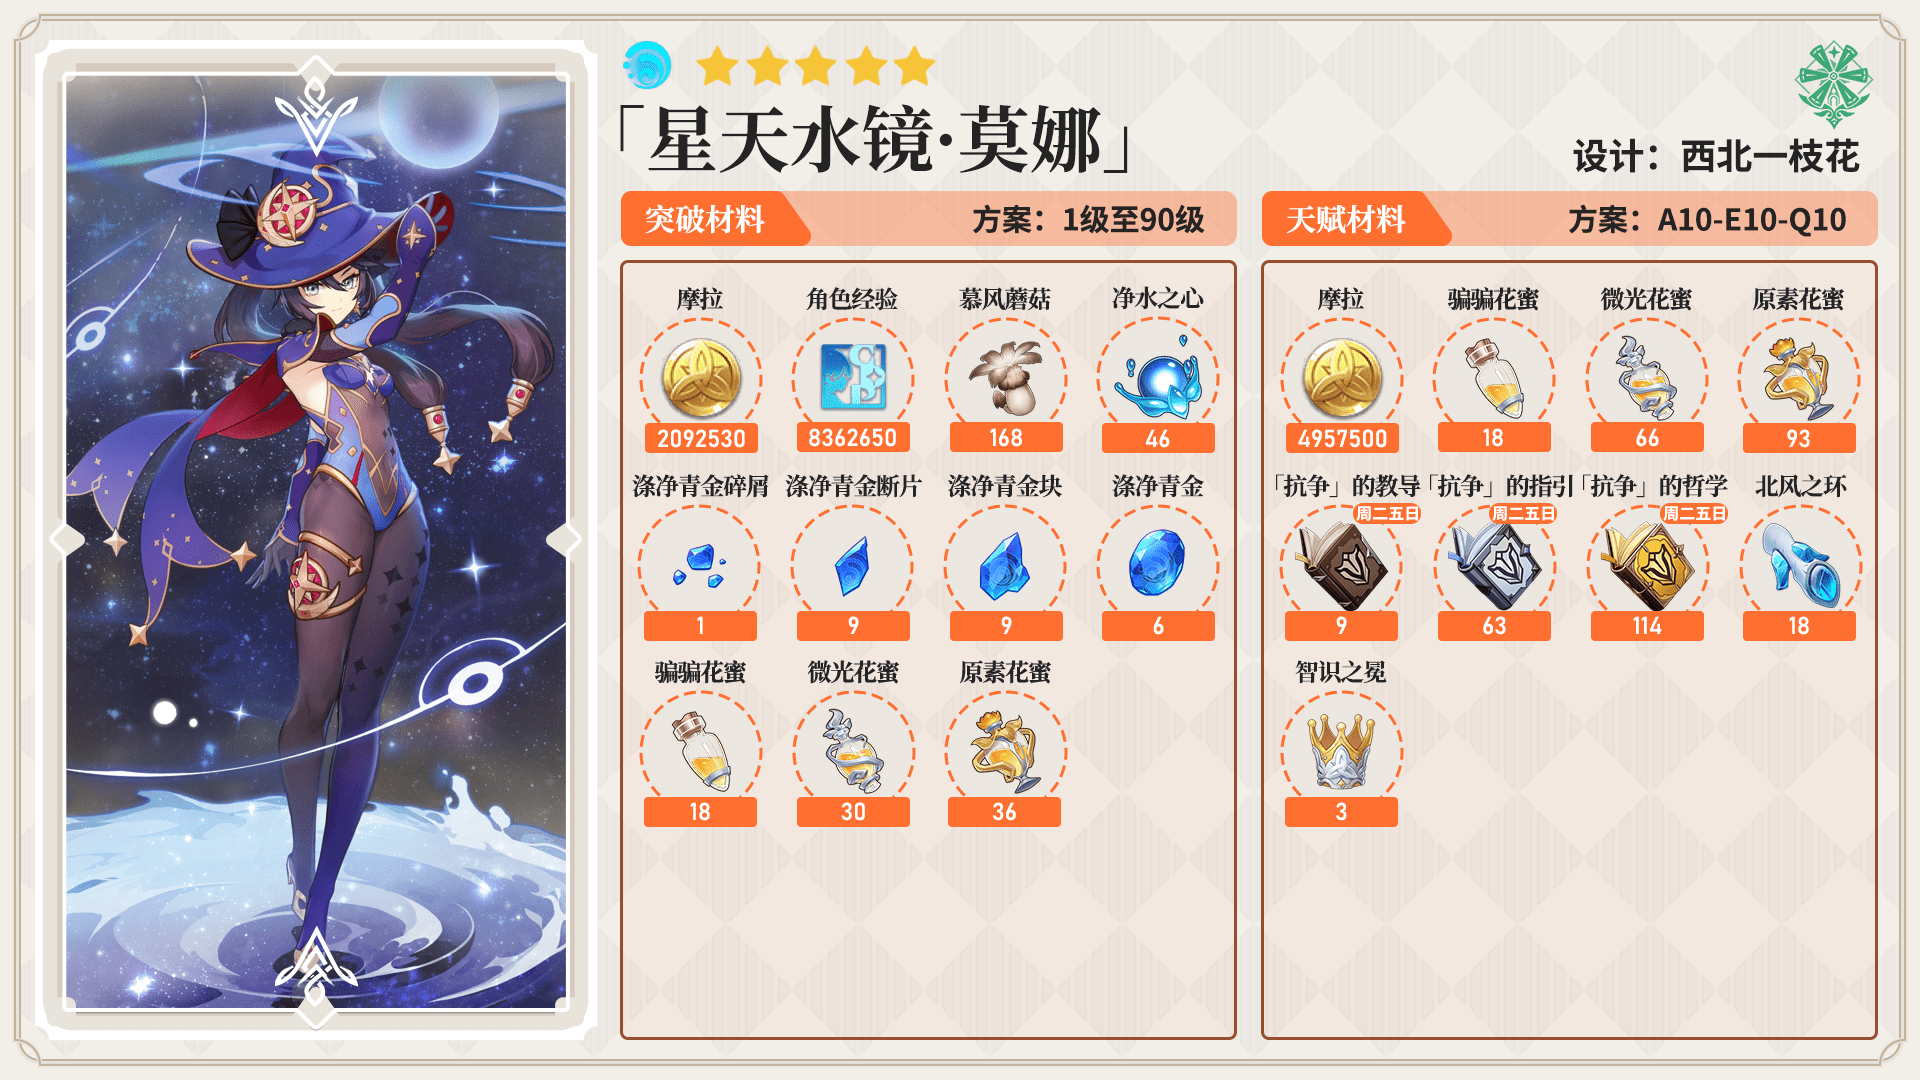 「星天水镜·莫娜」
设计：西北一枝花
突破材料
方案：1级至90级
摩拉
角色经验
慕风蘑菇
净水之心
2092530
8362650
168
46
涤净青金碎屑
涤净青金断片
涤净青金块
涤净青金
1
9
9
6
骗骗花蜜
微光花蜜
原素花蜜
18
30
36
天赋材料
方案：A10-E10-Q10
摩拉
骗骗花蜜
微光花蜜
原素花蜜
4957500
18
66
93
「抗争」的教导
「抗争」的指引
「抗争」的哲学
北风之环
周二五日
周二五日
周二五日
9
63
114
18
智识之冕
3